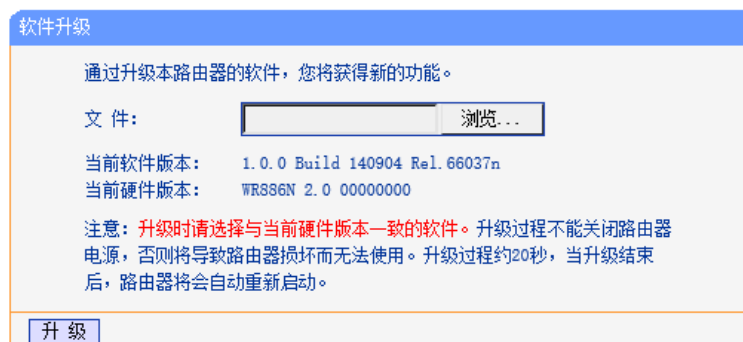 软件升级
通过升级本路由器的软件，您将获得新的功能。
文 件：
浏览...
当前软件版本： 1.0.0 Build 140904 Rel.66037n
当前硬件版本： WR886N 2.0 00000000
注意：升级时请选择与当前硬件版本一致的软件。升级过程不能关闭路由器
电源，否则将导致路由器损坏而无法使用。升级过程约20秒，当升级结束
后，路由器将会自动重新启动。
升 级